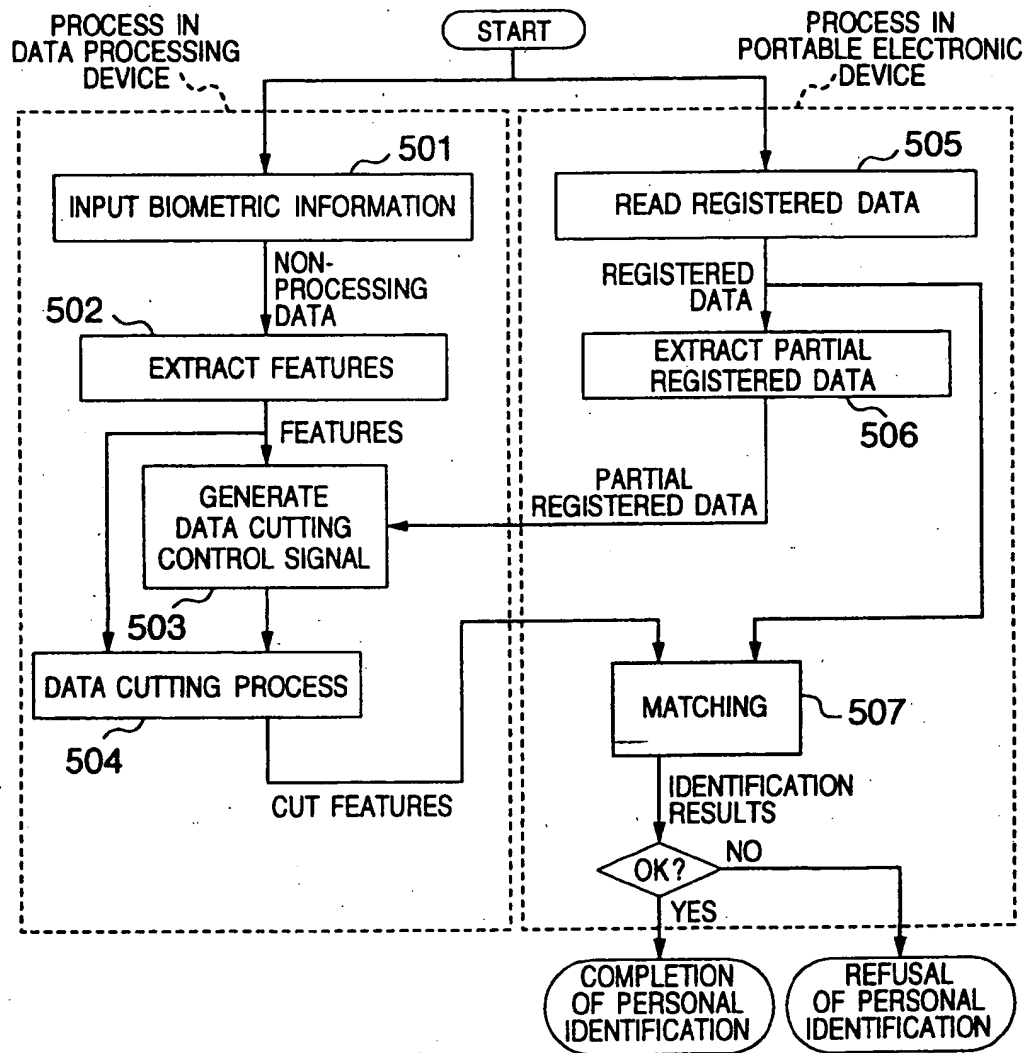 PROCESS IN
DATA PROCESSING
DEVICE
START
PROCESS IN
PORTABLE ELECTRONIC
DEVICE
501
INPUT BIOMETRIC INFORMATION
505
READ REGISTERED DATA
NON-
PROCESSING
DATA
REGISTERED
DATA
502
EXTRACT FEATURES
EXTRACT PARTIAL
REGISTERED DATA
506
FEATURES
PARTIAL
REGISTERED DATA
GENERATE
DATA CUTTING
CONTROL SIGNAL
503
DATA CUTTING PROCESS
504
CUT FEATURES
MATCHING
507
IDENTIFICATION
RESULTS
OK?
NO
YES
COMPLETION
OF PERSONAL
IDENTIFICATION
REFUSAL
OF PERSONAL
IDENTIFICATION